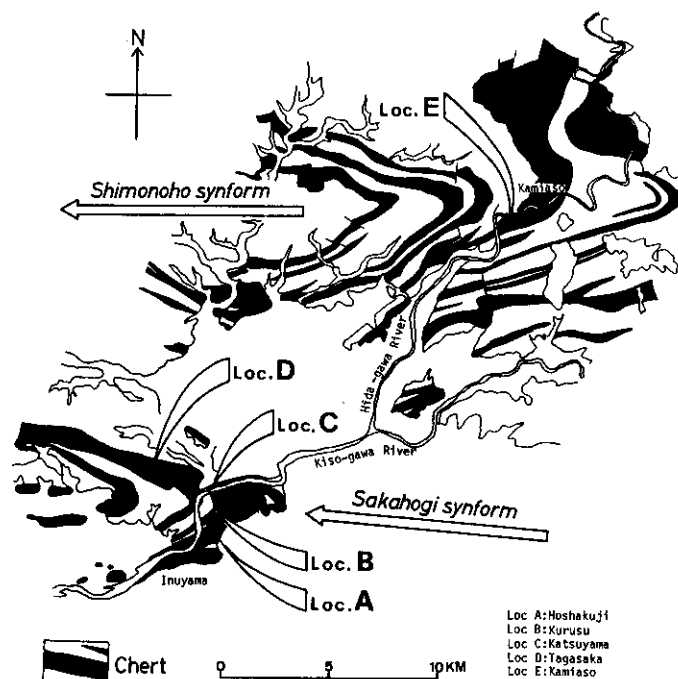 N
Loc. E
Kamiaso
Shimonoho synform
Hida-gawa River
Loc. D
Loc. C
Kiso-gawa River
Sakahogi synform
Loc. B
Inuyama
Loc. A
Loc A:Hoshakuji
Loc B:Kurusu
Loc C:Katsuyama
Loc D:Tagasaka
Loc E:Kamiaso
Chert
0 5 10KM